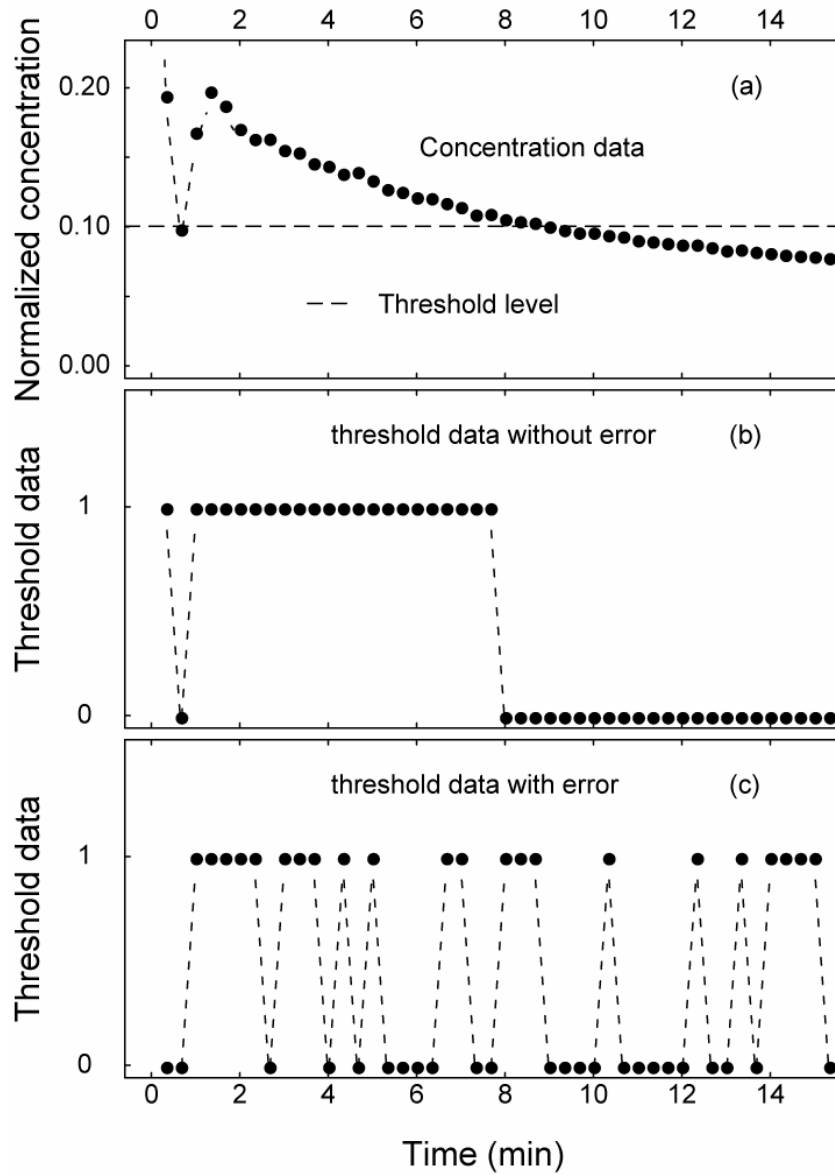 0 2 4 6 8 10 12 14
Normalized concentration
(a)
0.20
Concentration data
0.10
Threshold level
0.00
Threshold data
threshold data without error (b)
1
0
Threshold data
threshold data with error (c)
1
0
0 2 4 6 8 10 12 14
Time (min)